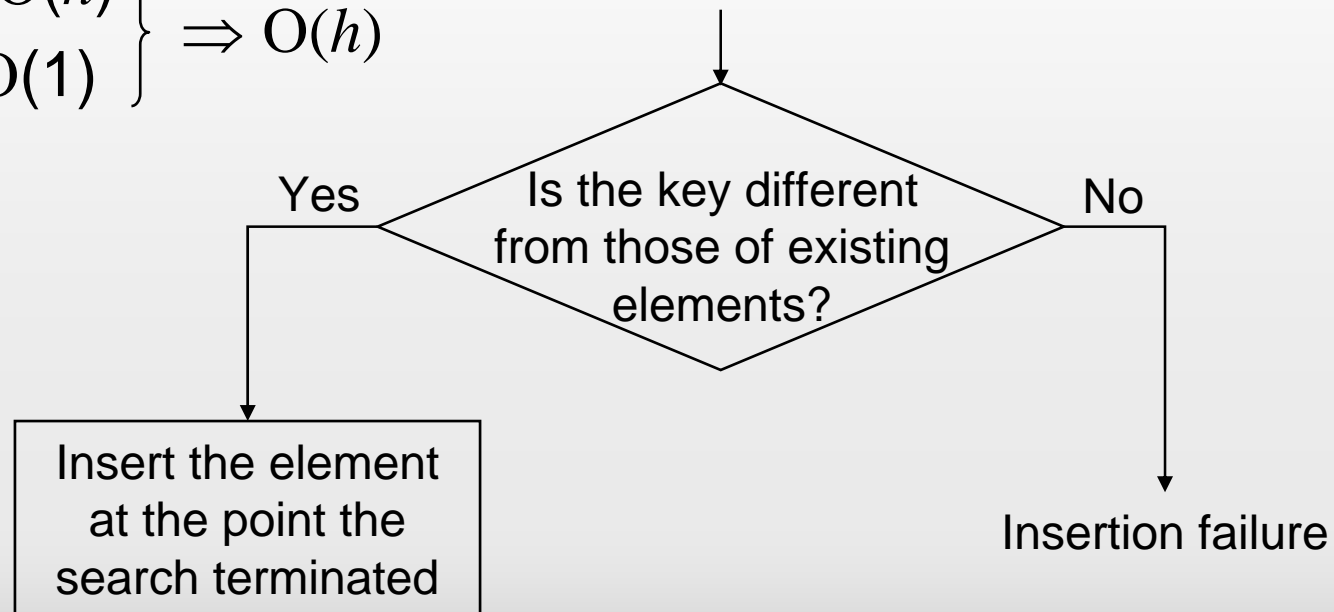 O(h)
O(1)
⇒ O(h)
Yes
Is the key different
from those of existing
elements?
No
Insert the element
at the point the
search terminated
Insertion failure